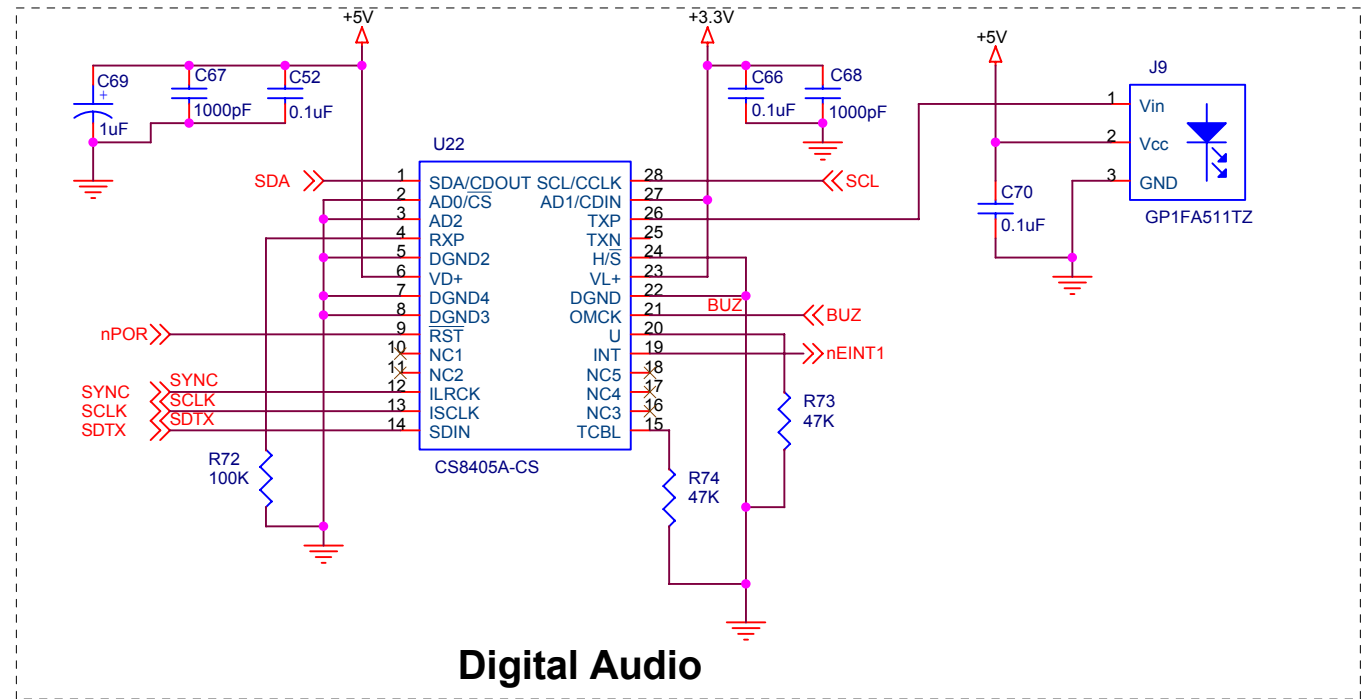 +5V
+3.3V
+5V
C69
+
1uF
C67
1000pF
C52
0.1uF
C66
0.1uF
C68
1000pF
J9
1 Vin
2 Vcc
3 GND
GP1FA511TZ
C70
0.1uF
U22
SDA 1 SDA/CDOUT SCL/CCLK 28 SCL
2 AD0/CS AD1/CDIN 27
3 AD2 TXP 26
4 RXP TXN 25
5 DGND2 H/S 24
6 VD+ VL+ 23
7 DGND4 DGND 22
8 DGND3 OMCK 21 BUZ BUZ
nPOR 9 RST U 20
10 NC1 INT 19 nEINT1
11 NC2 NC5 18
SYNC SYNC 12 ILRCK NC4 17
SCLK SCLK 13 ISCLK NC3 16
SDTX SDTX 14 SDIN TCBL 15
CS8405A-CS
R72
100K
R73
47K
R74
47K
Digital Audio